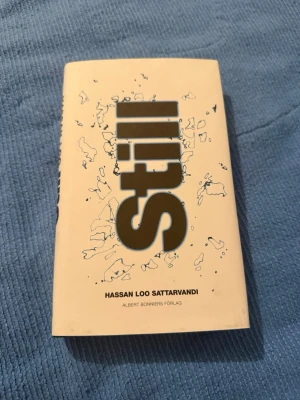 Still
HASSAN LOO SATTARVANDI
ALBERT BONNIERS FÖRLAG